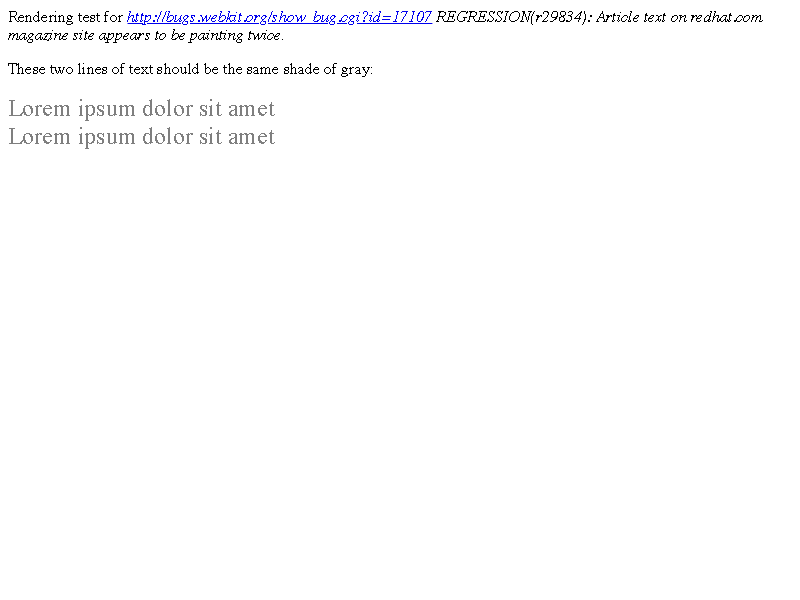 Rendering test for http://bugs.webkit.org/show_bug.cgi?id=17107 REGRESSION(r29834): Article text on redhat.com
magazine site appears to be painting twice.
These two lines of text should be the same shade of gray:
Lorem ipsum dolor sit amet
Lorem ipsum dolor sit amet